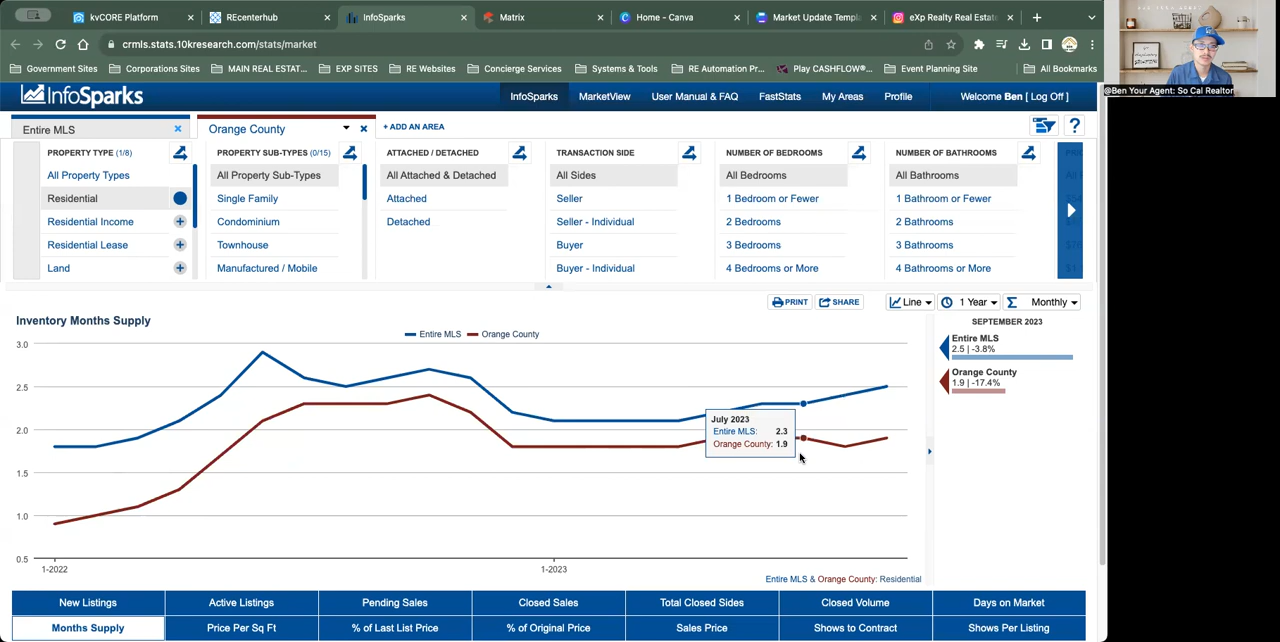 kvCORE Platform
REcenterhub
InfoSparks
Matrix
Home - Canva
Market Update Templ
eXp Realty Real Estate
crmls.stats.10kresearch.com/stats/market
Government Sites
Corporations Sites
MAIN REAL ESTAT...
EXP SITES
RE Websites
Concierge Services
Systems & Tools
RE Automation Pr...
Play CASHFLOW®...
Event Planning Site
All Bookmarks
@Ben Your Agent: So Cal Realtor
InfoSparks
InfoSparks
MarketView
User Manual & FAQ
FastStats
My Areas
Profile
Welcome Ben [ Log Off ]
Entire MLS
Orange County
+ ADD AN AREA
?
PROPERTY TYPE (1/8)
All Property Types
Residential
Residential Income
Residential Lease
Land
PROPERTY SUB-TYPES (0/15)
All Property Sub-Types
Single Family
Condominium
Townhouse
Manufactured / Mobile
ATTACHED / DETACHED
All Attached & Detached
Attached
Detached
TRANSACTION SIDE
All Sides
Seller
Seller - Individual
Buyer
Buyer - Individual
NUMBER OF BEDROOMS
All Bedrooms
1 Bedroom or Fewer
2 Bedrooms
3 Bedrooms
4 Bedrooms or More
NUMBER OF BATHROOMS
All Bathrooms
1 Bathroom or Fewer
2 Bathrooms
3 Bathrooms
4 Bathrooms or More
PRINT
SHARE
Line
1 Year
Monthly
Inventory Months Supply
Entire MLS
Orange County
3.0
2.5
2.0
1.5
1.0
0.5
1-2022
1-2023
July 2023
Entire MLS: 2.3
Orange County: 1.9
Entire MLS & Orange County: Residential
SEPTEMBER 2023
Entire MLS
2.5 | -3.8%
Orange County
1.9 | -17.4%
New Listings
Active Listings
Pending Sales
Closed Sales
Total Closed Sides
Closed Volume
Days on Market
Months Supply
Price Per Sq Ft
% of Last List Price
% of Original Price
Sales Price
Shows to Contract
Shows Per Listing